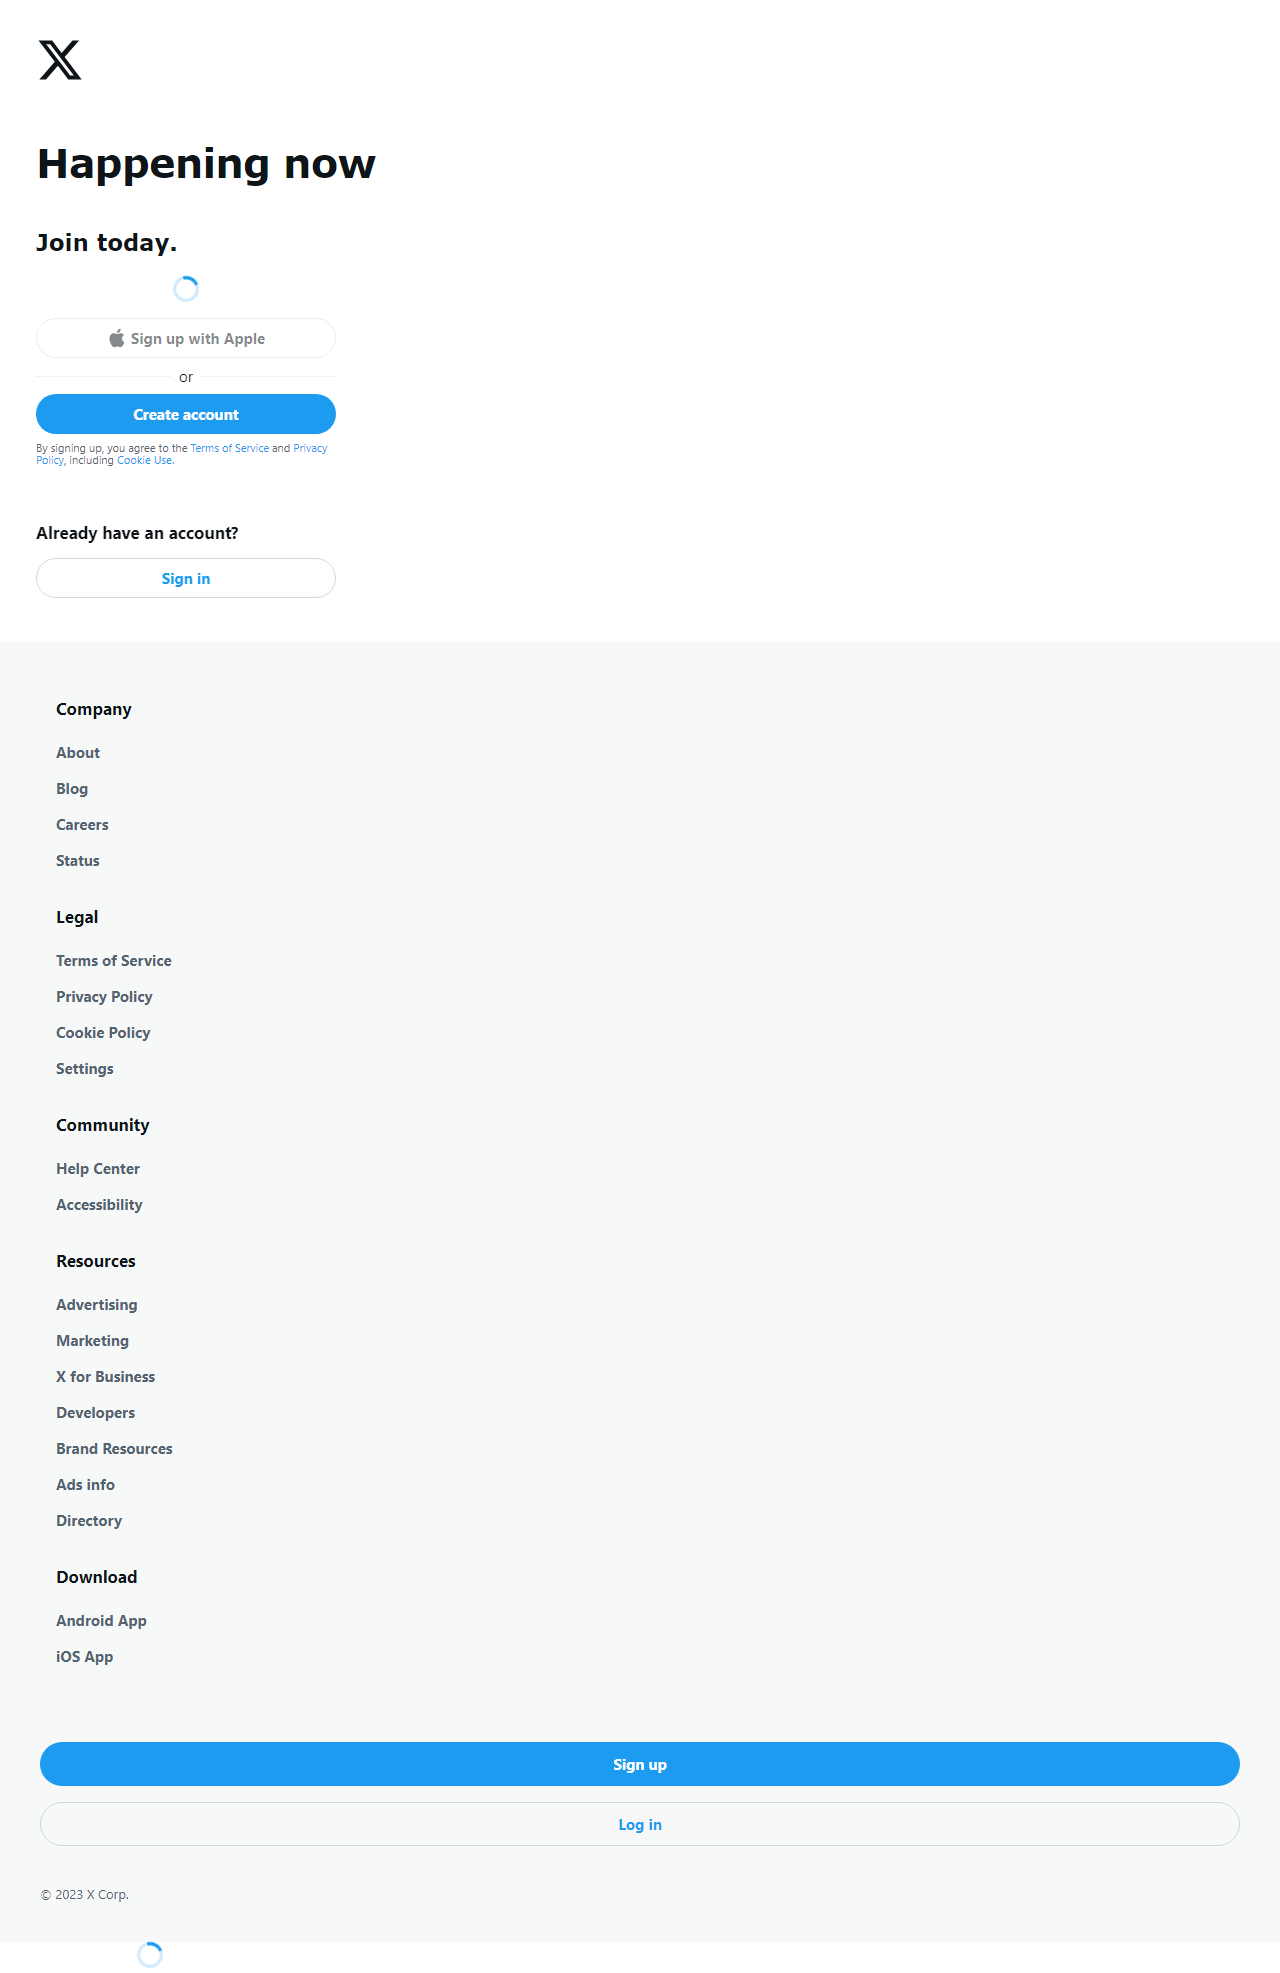 Happening now
Join today.
Sign up with Apple
or
Create account
By signing up, you agree to the Terms of Service and Privacy
Policy, including Cookie Use.
Already have an account?
Sign in
Company
About
Blog
Careers
Status
Legal
Terms of Service
Privacy Policy
Cookie Policy
Settings
Community
Help Center
Accessibility
Resources
Advertising
Marketing
X for Business
Developers
Brand Resources
Ads info
Directory
Download
Android App
iOS App
Sign up
Log in
© 2023 X Corp.